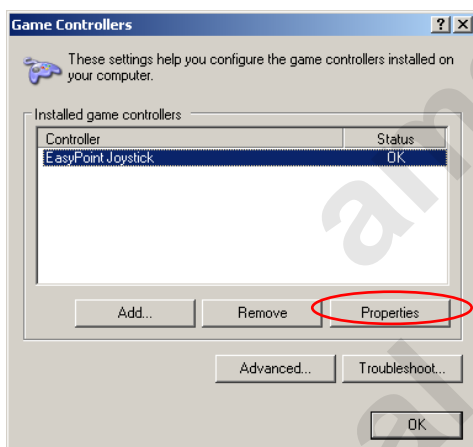 Game Controllers
These settings help you configure the game controllers installed on
your computer.
Installed game controllers
Controller Status
EasyPoint Joystick OK
Add... Remove Properties
Advanced... Troubleshoot...
OK